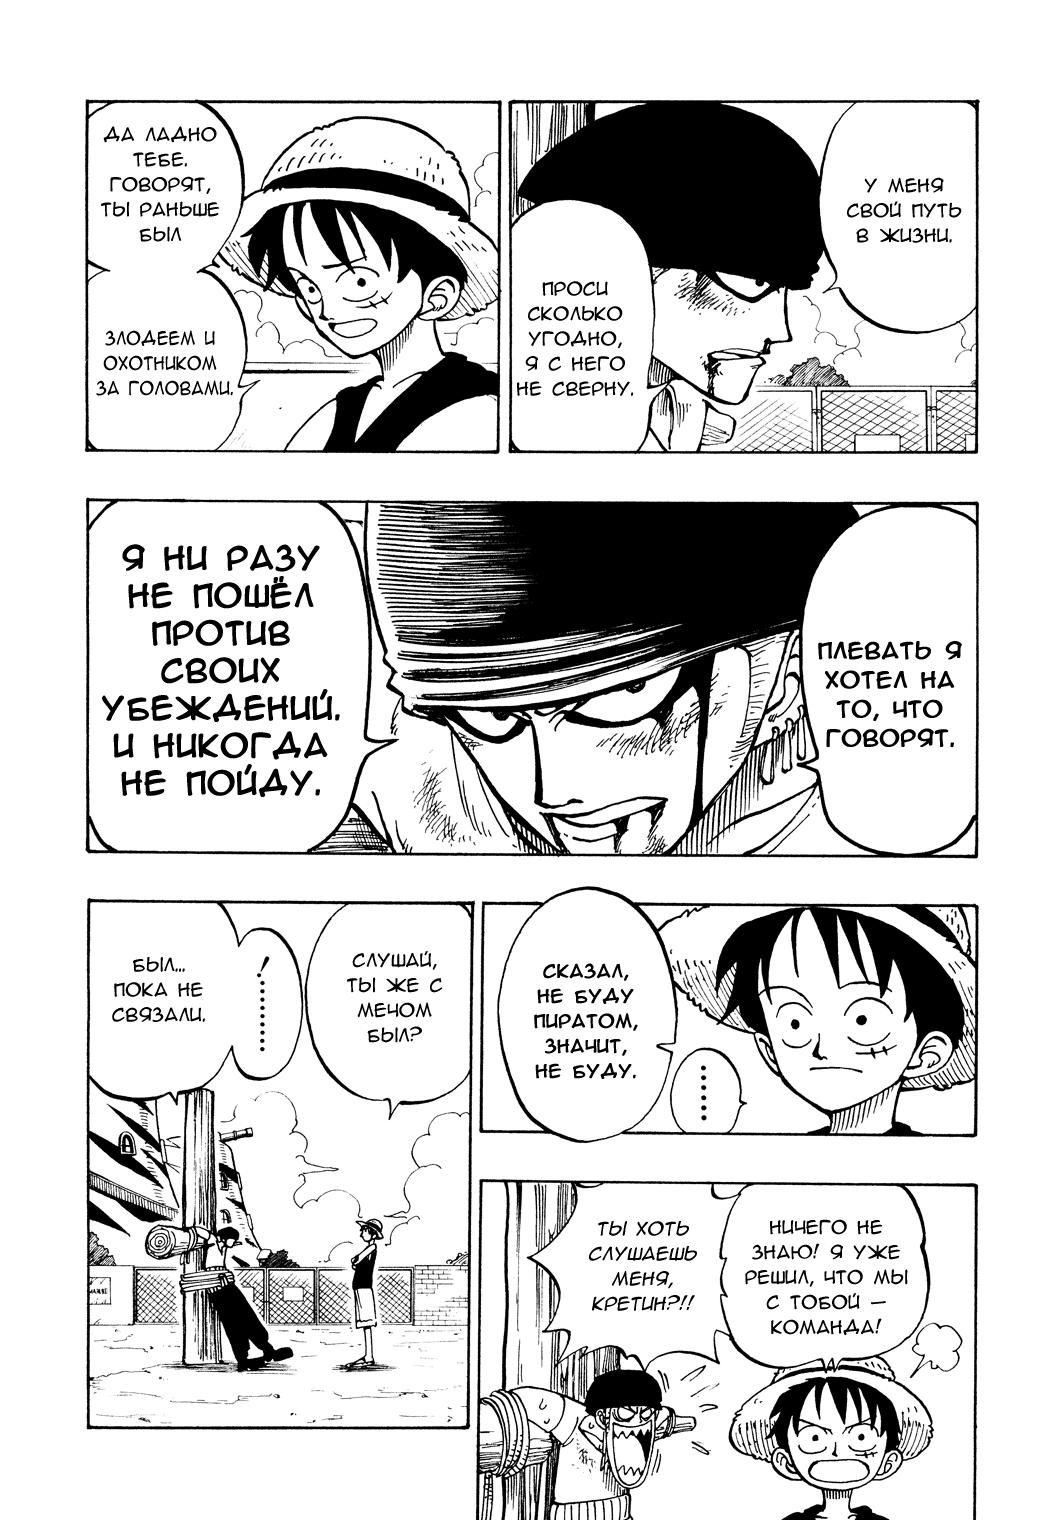 У МЕНЯ
СВОЙ ПУТЬ
В ЖИЗНИ.
ПРОСИ
СКОЛЬКО
УГОДНО,
Я С НЕГО
НЕ СВЕРНУ.
ДА ЛАДНО
ТЕБЕ.
ГОВОРЯТ,
ТЫ РАНЬШЕ
БЫЛ
ЗЛОДЕЕМ И
ОХОТНИКОМ
ЗА ГОЛОВАМИ.
ПЛЕВАТЬ Я
ХОТЕЛ НА
ТО, ЧТО
ГОВОРЯТ.
Я НИ РАЗУ
НЕ ПОШЁЛ
ПРОТИВ
СВОИХ
УБЕЖДЕНИЙ.
И НИКОГДА
НЕ ПОЙДУ.
СКАЗАЛ,
НЕ БУДУ
ПИРАТОМ,
ЗНАЧИТ,
НЕ БУДУ.
......
НИЧЕГО НЕ
ЗНАЮ! Я УЖЕ
РЕШИЛ, ЧТО МЫ
С ТОБОЙ –
КОМАНДА!
ТЫ ХОТЬ
СЛУШАЕШЬ
МЕНЯ,
КРЕТИН?!!
СЛУШАЙ,
ТЫ ЖЕ С
МЕЧОМ
БЫЛ?
........!
БЫЛ...
ПОКА НЕ
СВЯЗАЛИ.